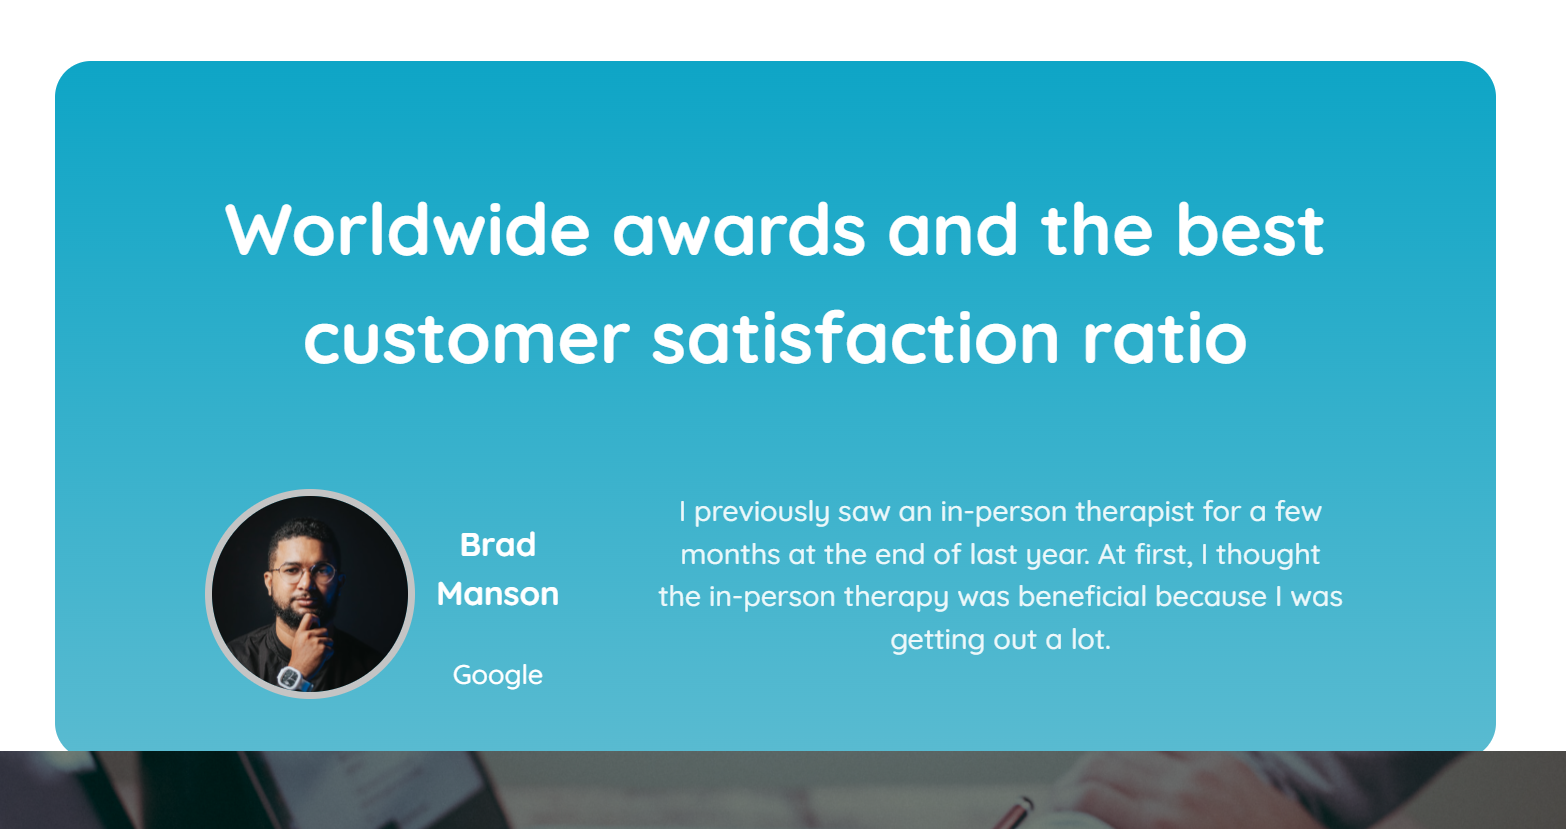 Worldwide awards and the best
customer satisfaction ratio
Brad
Manson
Google
I previously saw an in-person therapist for a few
months at the end of last year. At first, I thought
the in-person therapy was beneficial because I was
getting out a lot.